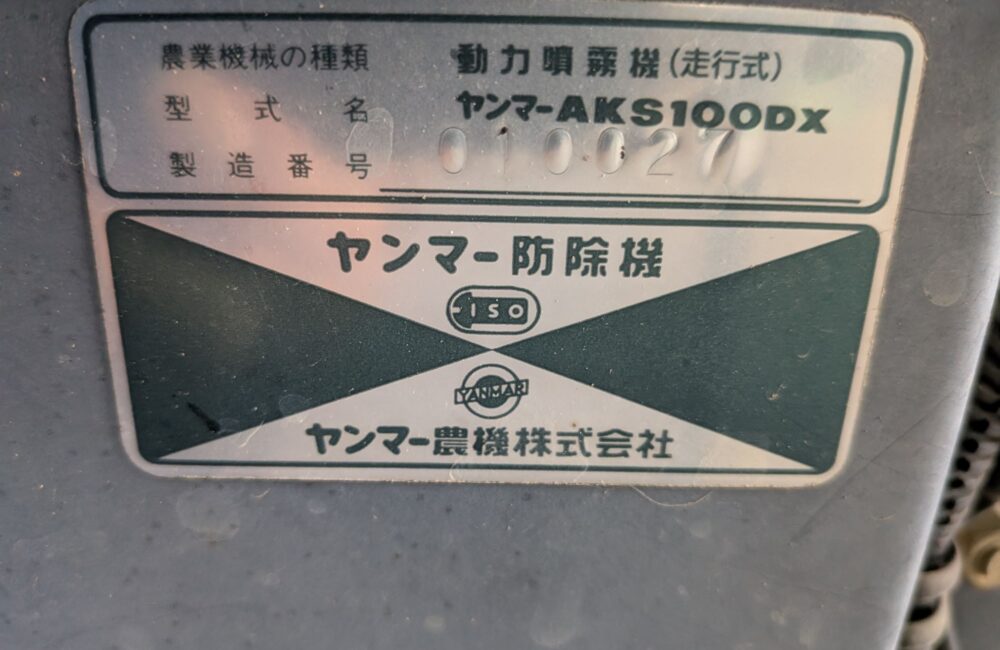 農業機械の種類 動力噴霧機(走行式)
型式名 ヤンマーAKS100DX
製造番号 010027
ヤンマー防除機
ISO
YANMAR
ヤンマー農機株式会社